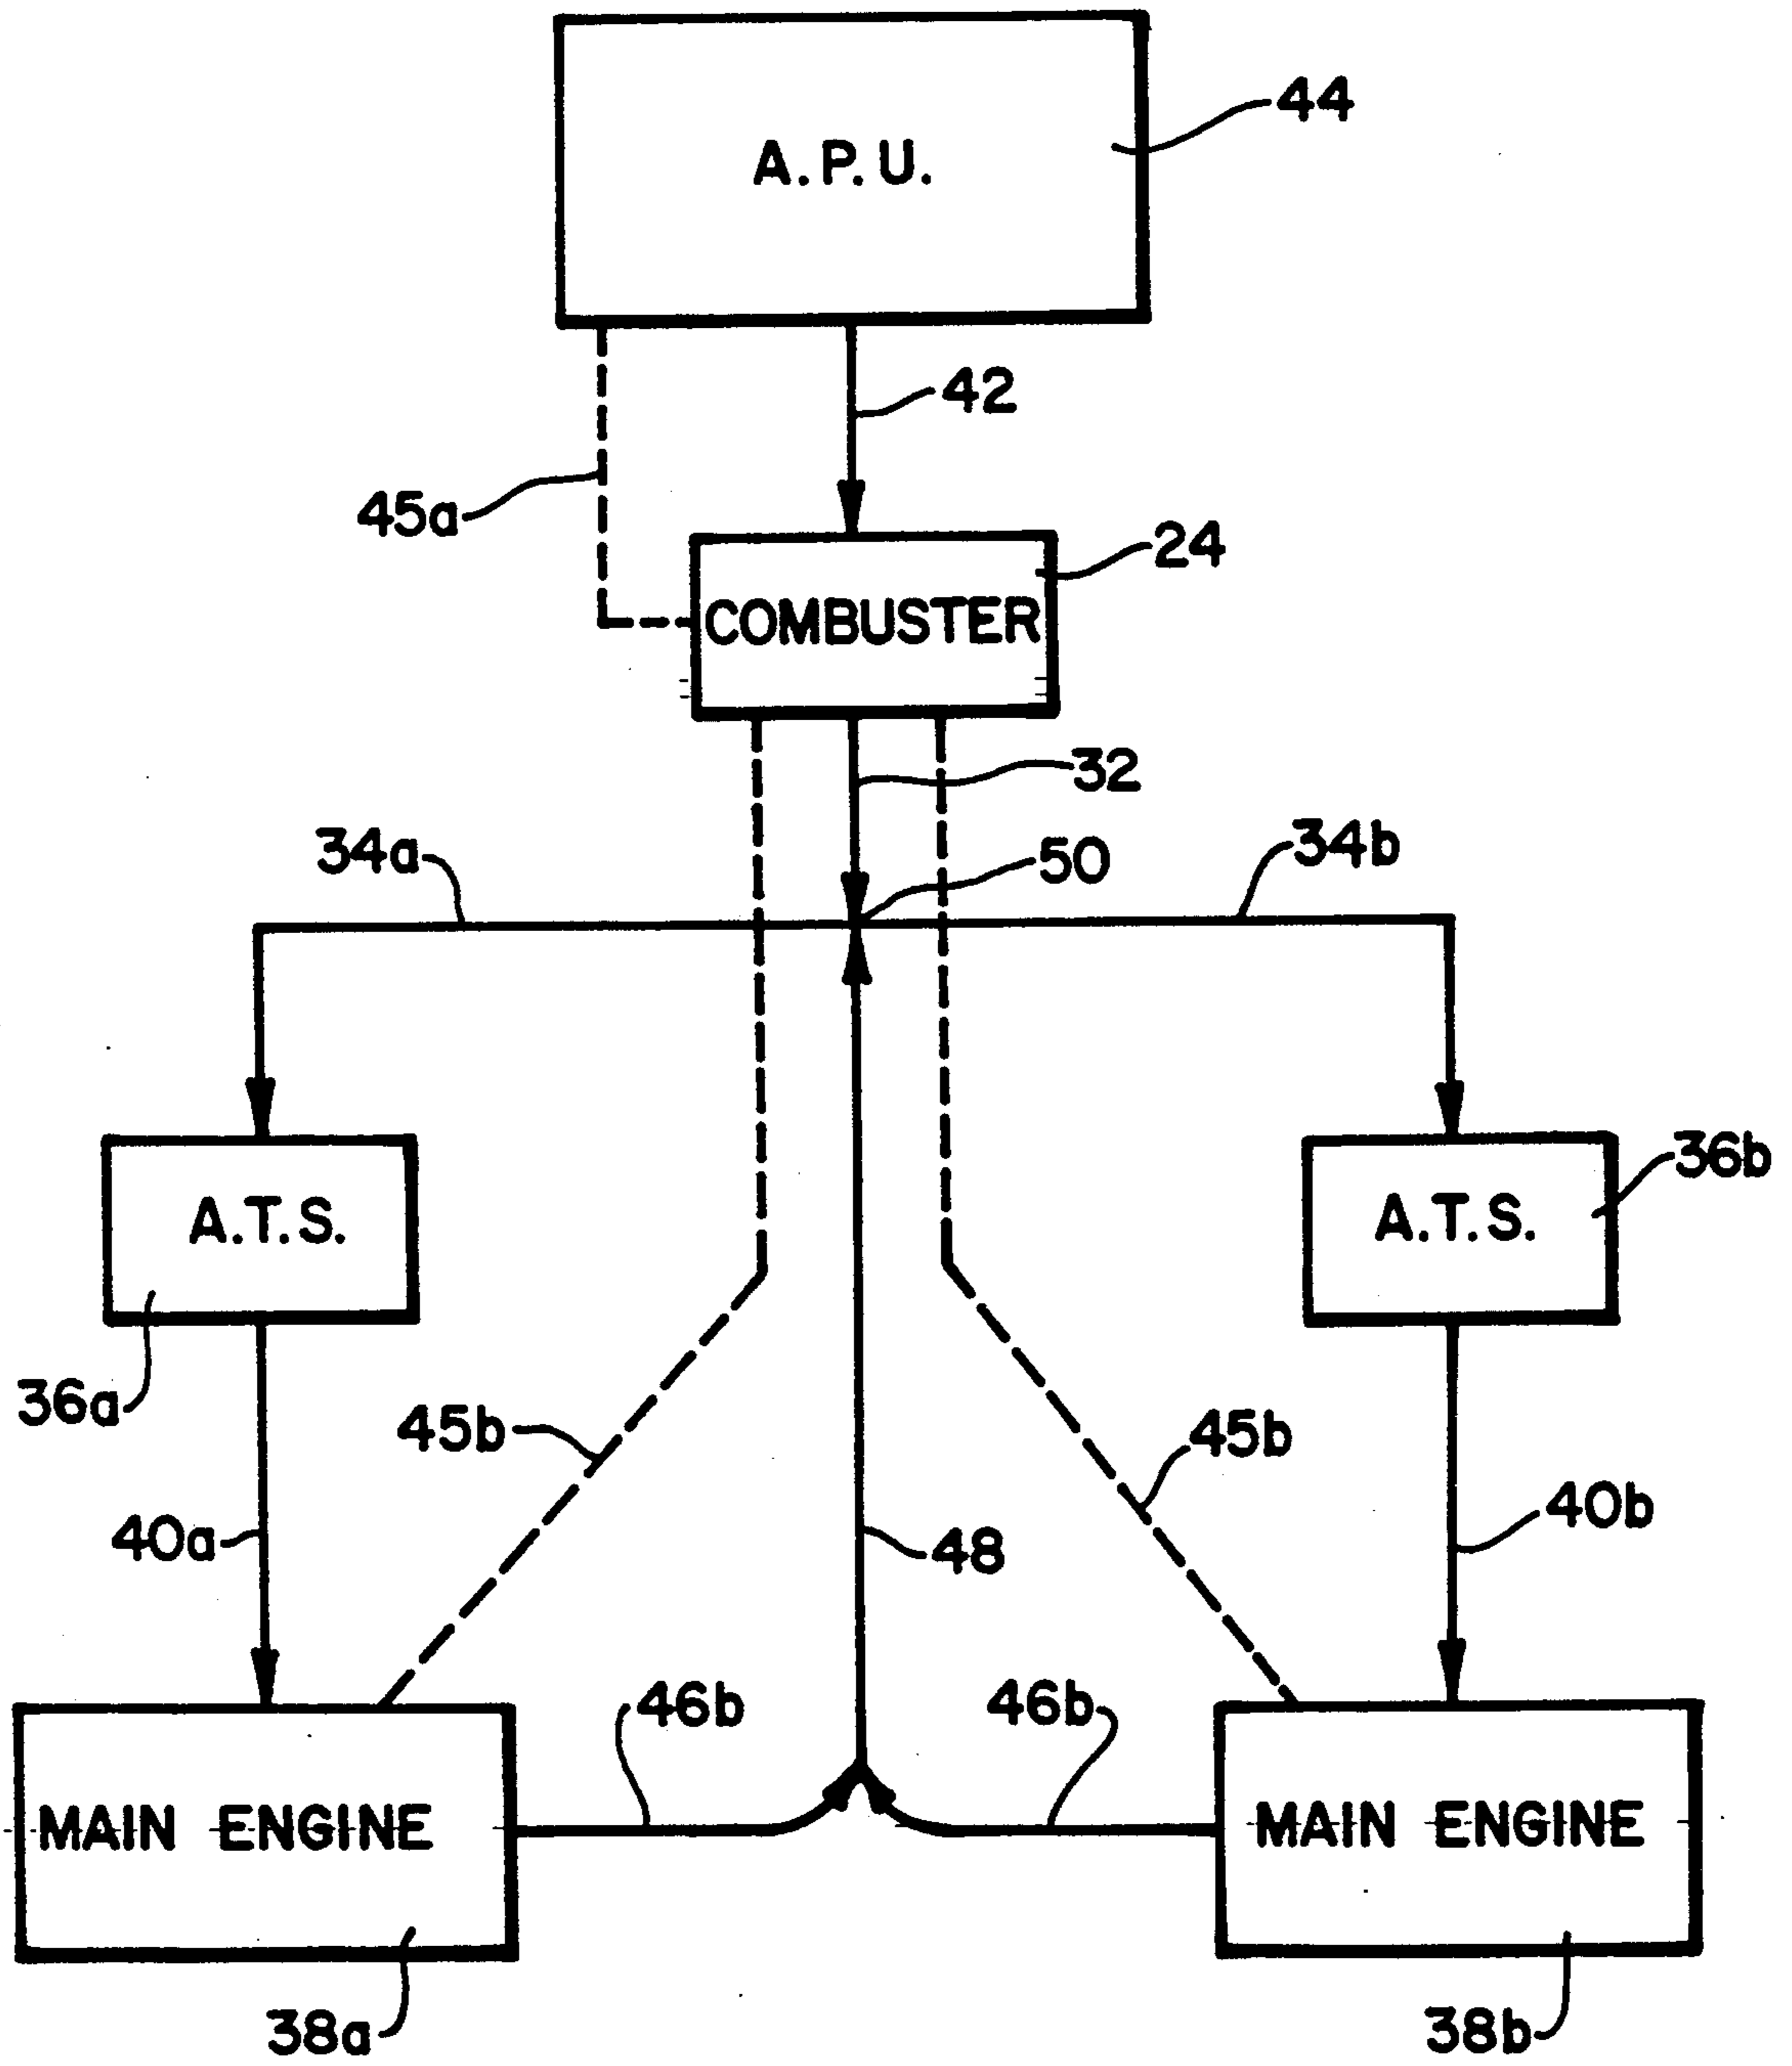 44
A.P.U.
42
45a
24
COMBUSTER
32
34a
50
34b
36b
A.T.S.
A.T.S.
36a
45b
45b
40a
48
40b
46b
46b
MAIN ENGINE
MAIN ENGINE
38a
38b